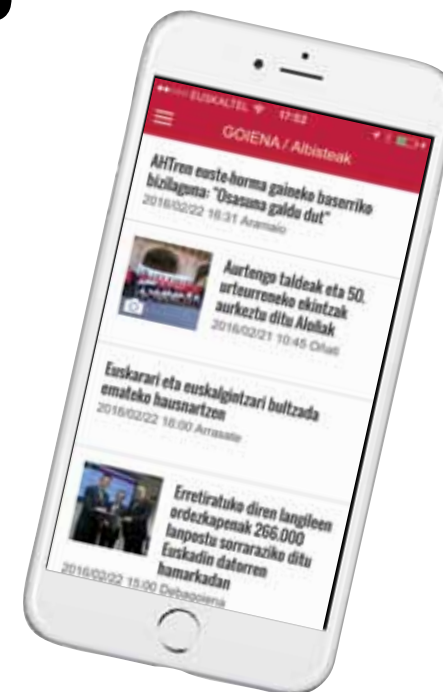 EUSKALTEL 17:52
GOIENA / Albisteak
AHTren euste-horma gaineko baserriko
bizilaguna: "Osasuna galdu dut"
2016/02/22 16:31 Aramaio
Aurtengo taldeak eta 50.
urteurreneko ekintzak
aurkeztu ditu Aloñak
2016/02/21 10:45 Oñati
Euskarari eta euskalgintzari bultzada
emateko hausnartzen
2016/02/22 16:00 Arrasate
Erretiratuko diren langileen
ordezkapenak 266.000
lanpostu sorraraziko ditu
Euskadin datorren
hamarkadan
2016/02/22 15:00 Debagoiena